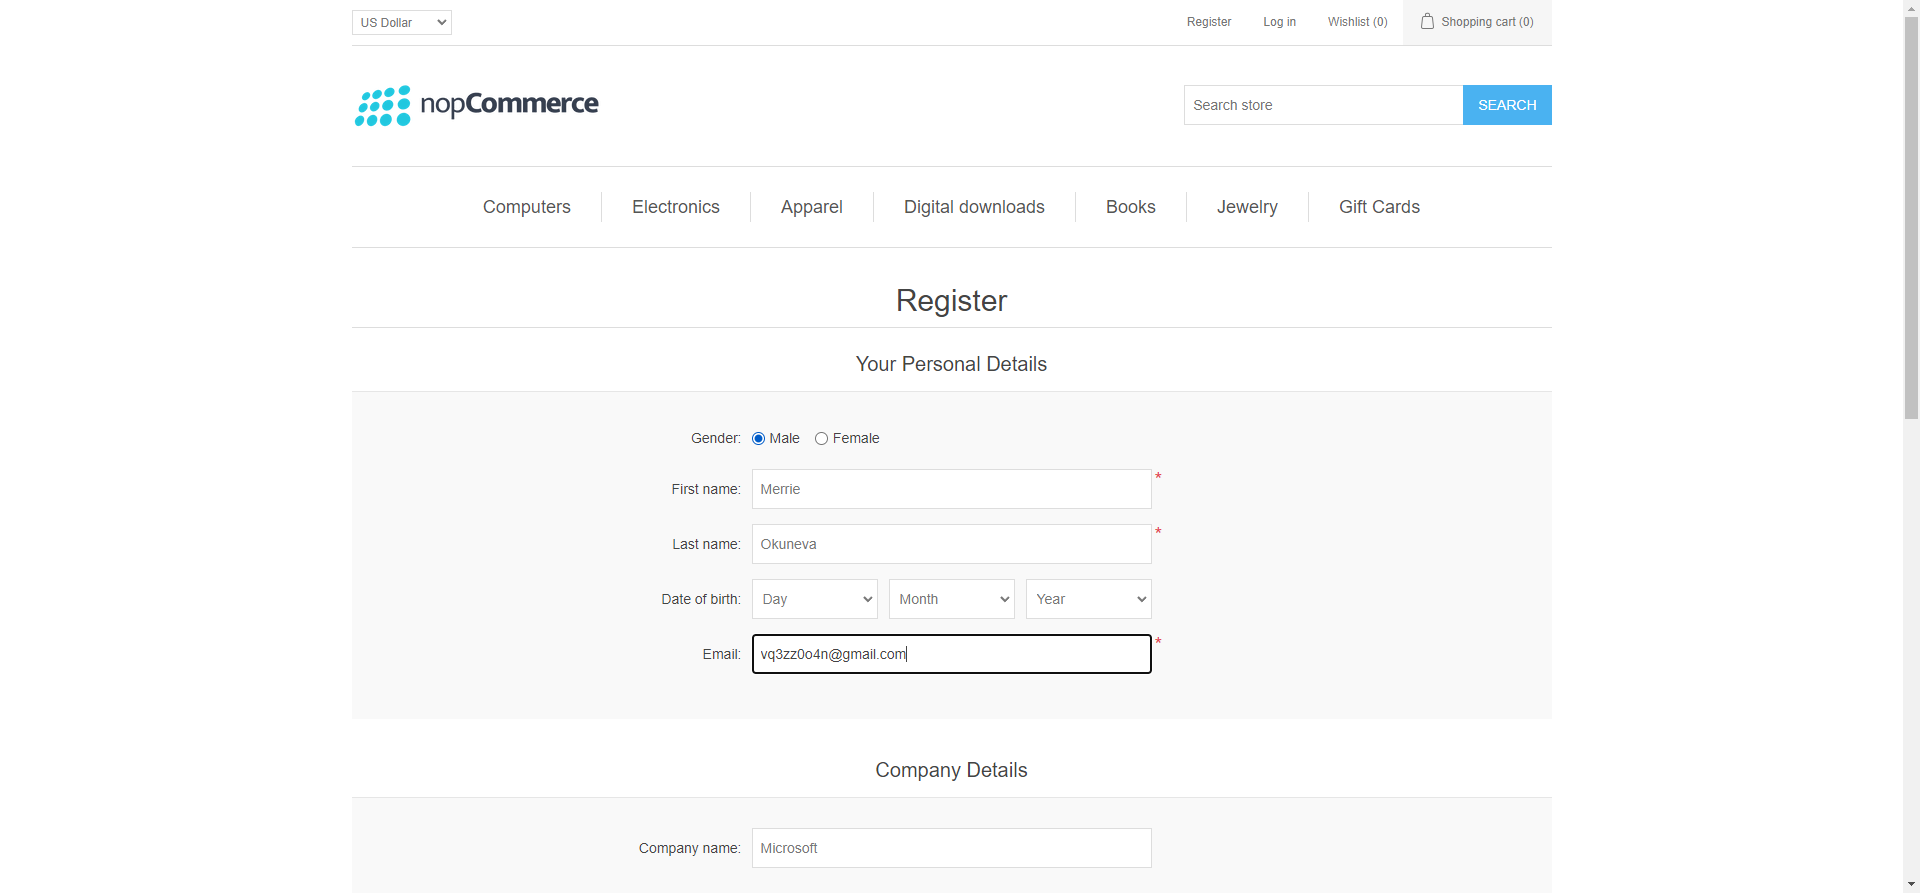 US Dollar Register Log in Wishlist (0) Shopping cart (0)
nopCommerce Search store SEARCH
Computers Electronics Apparel Digital downloads Books Jewelry Gift Cards
Register
Your Personal Details
Gender: Male Female
First name: Merrie *
Last name: Okuneva *
Date of birth: Day Month Year
Email: vq3zz0o4n@gmail.com *
Company Details
Company name: Microsoft